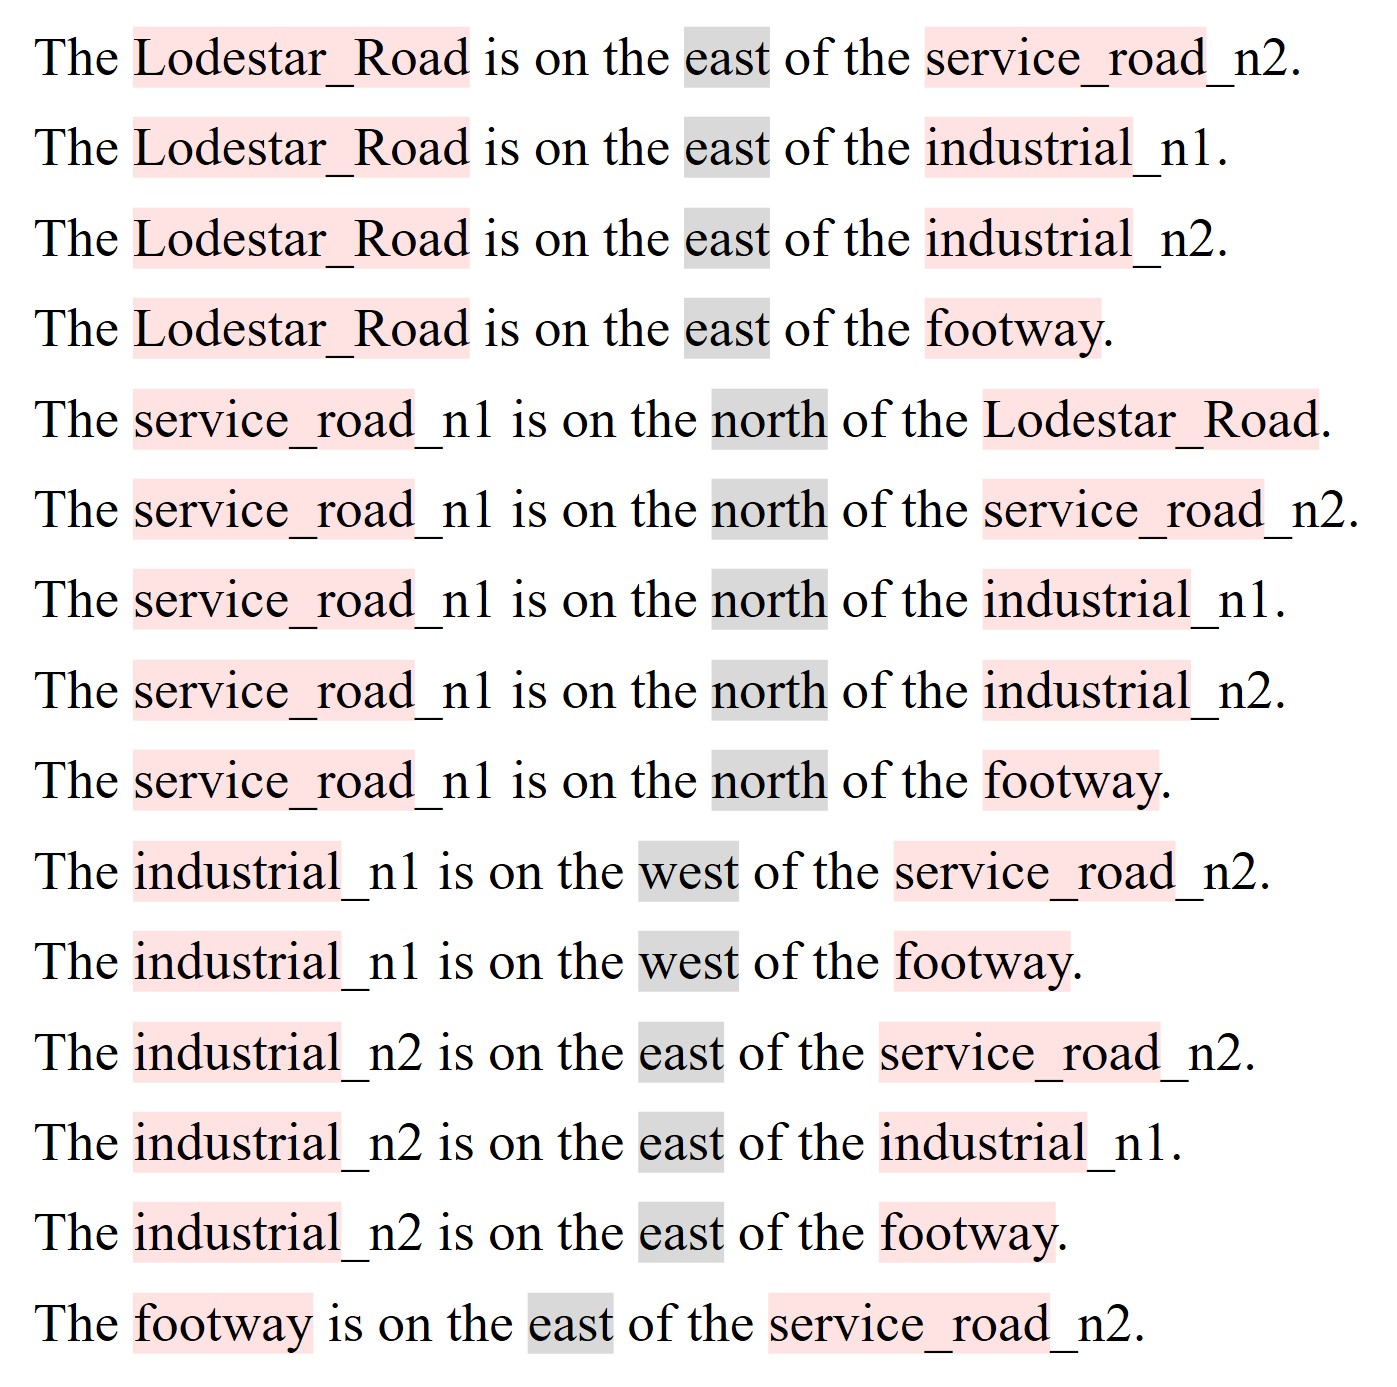 The Lodestar_Road is on the east of the service_road_n2.
The Lodestar_Road is on the east of the industrial_n1.
The Lodestar_Road is on the east of the industrial_n2.
The Lodestar_Road is on the east of the footway.
The service_road_n1 is on the north of the Lodestar_Road.
The service_road_n1 is on the north of the service_road_n2.
The service_road_n1 is on the north of the industrial_n1.
The service_road_n1 is on the north of the industrial_n2.
The service_road_n1 is on the north of the footway.
The industrial_n1 is on the west of the service_road_n2.
The industrial_n1 is on the west of the footway.
The industrial_n2 is on the east of the service_road_n2.
The industrial_n2 is on the east of the industrial_n1.
The industrial_n2 is on the east of the footway.
The footway is on the east of the service_road_n2.